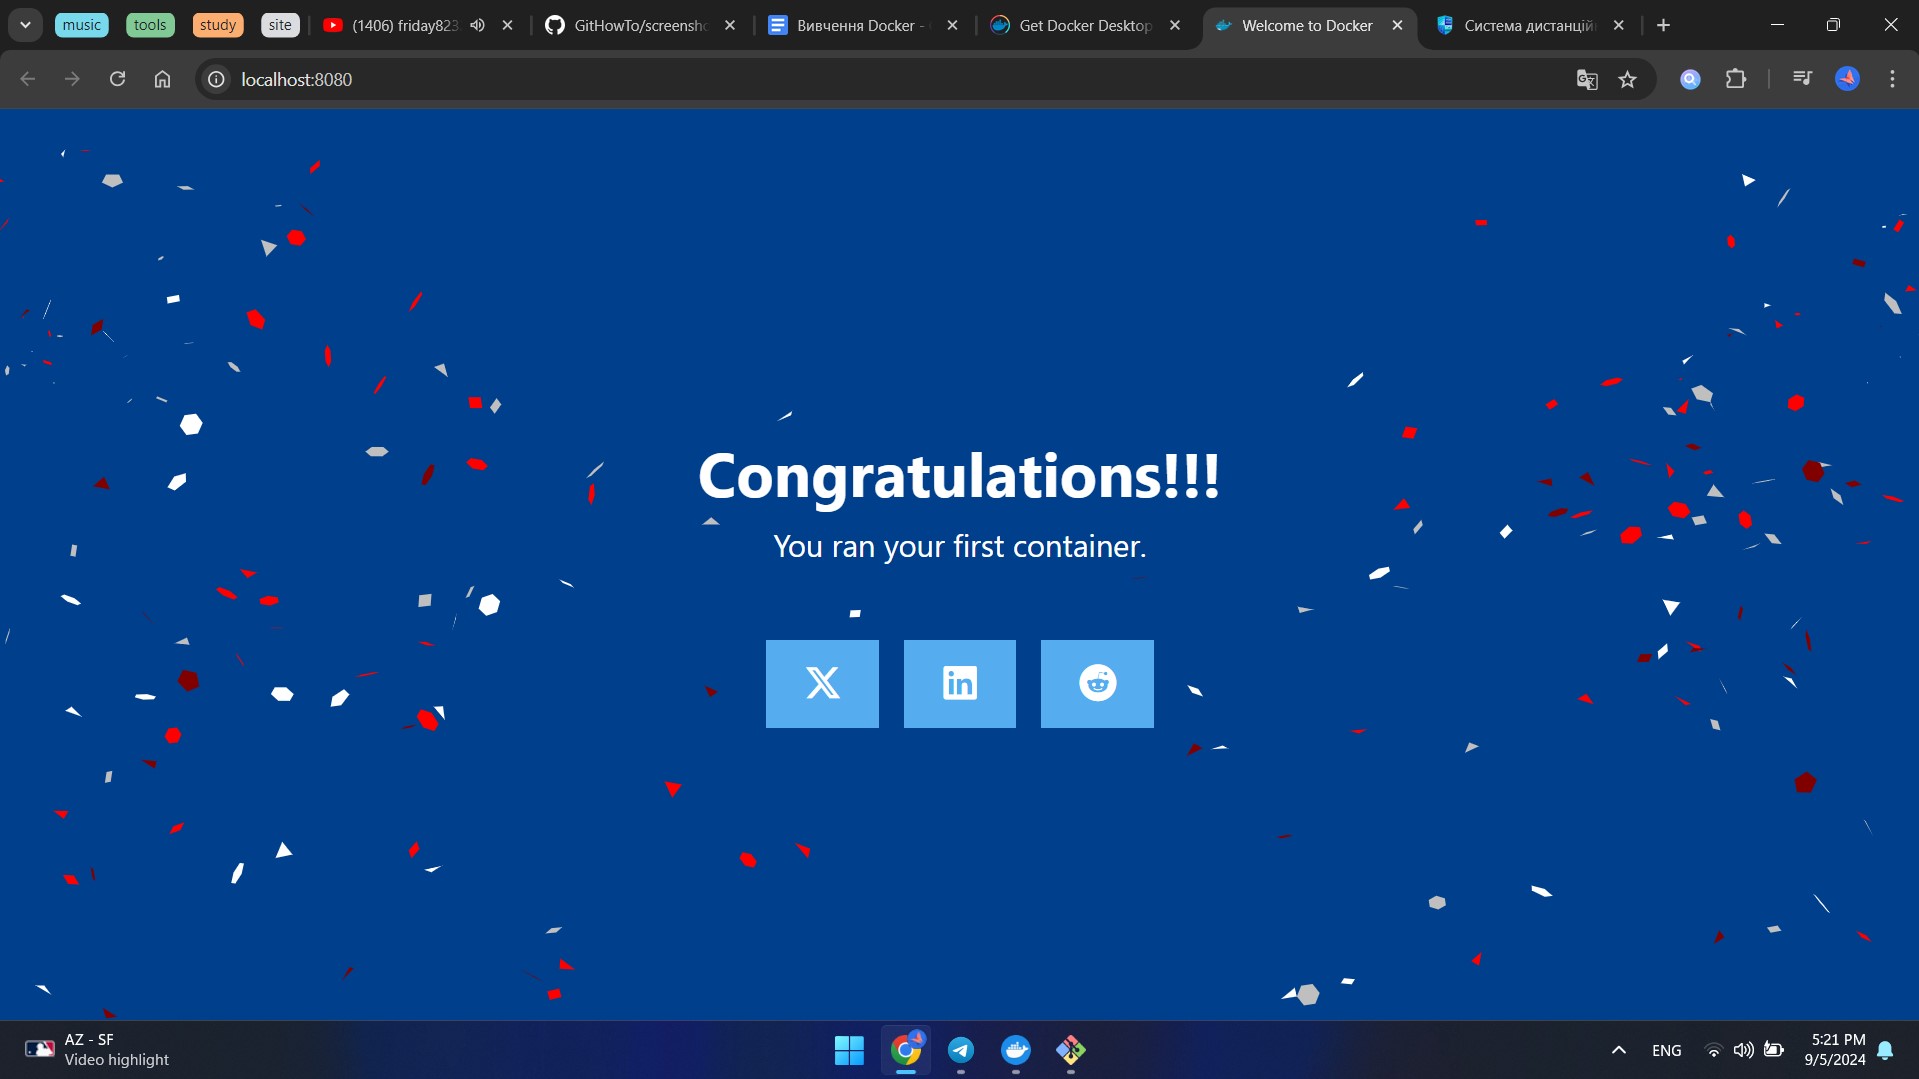 music
tools
study
site
(1406) friday823
GitHowTo/screensho
Вивчення Docker -
Get Docker Desktop
Welcome to Docker
Система дистанцій
localhost:8080
Congratulations!!!
You ran your first container.
AZ - SF
Video highlight
ENG
5:21 PM
9/5/2024